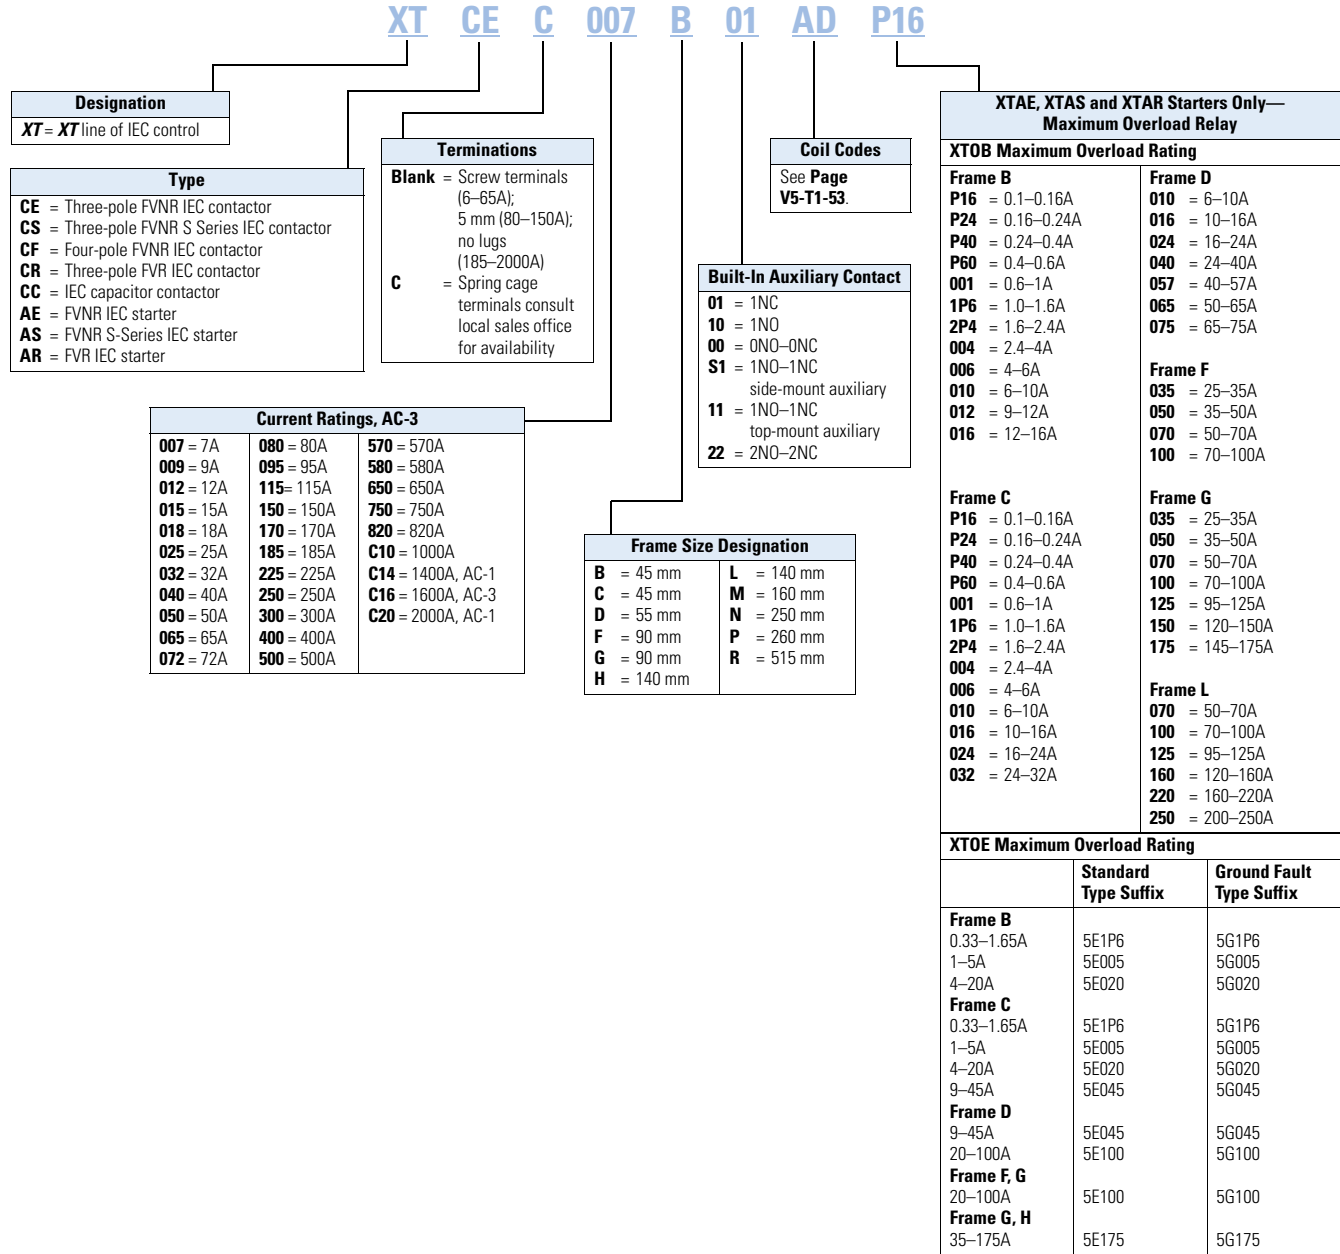 XT CE C 007 B 01 AD P16
Designation
XT = XT line of IEC control
Type
CE = Three-pole FVNR IEC contactor
CS = Three-pole FVNR S Series IEC contactor
CF = Four-pole FVNR IEC contactor
CR = Three-pole FVR IEC contactor
CC = IEC capacitor contactor
AE = FVNR IEC starter
AS = FVNR S-Series IEC starter
AR = FVR IEC starter
Terminations
Blank = Screw terminals
(6–65A);
5 mm (80–150A);
no lugs
(185–2000A)
C = Spring cage
terminals consult
local sales office
for availability
Current Ratings, AC-3
007 = 7A
009 = 9A
012 = 12A
015 = 15A
018 = 18A
025 = 25A
032 = 32A
040 = 40A
050 = 50A
065 = 65A
072 = 72A
080 = 80A
095 = 95A
115= 115A
150 = 150A
170 = 170A
185 = 185A
225 = 225A
250 = 250A
300 = 300A
400 = 400A
500 = 500A
570 = 570A
580 = 580A
650 = 650A
750 = 750A
820 = 820A
C10 = 1000A
C14 = 1400A, AC-1
C16 = 1600A, AC-3
C20 = 2000A, AC-1
Frame Size Designation
B = 45 mm
C = 45 mm
D = 55 mm
F = 90 mm
G = 90 mm
H = 140 mm
L = 140 mm
M = 160 mm
N = 250 mm
P = 260 mm
R = 515 mm
Built-In Auxiliary Contact
01 = 1NC
10 = 1NO
00 = 0NO–0NC
S1 = 1NO–1NC
side-mount auxiliary
11 = 1NO–1NC
top-mount auxiliary
22 = 2NO–2NC
Coil Codes
See Page
V5-T1-53.
XTAE, XTAS and XTAR Starters Only—
Maximum Overload Relay
XTOB Maximum Overload Rating
Frame B
P16 = 0.1–0.16A
P24 = 0.16–0.24A
P40 = 0.24–0.4A
P60 = 0.4–0.6A
001 = 0.6–1A
1P6 = 1.0–1.6A
2P4 = 1.6–2.4A
004 = 2.4–4A
006 = 4–6A
010 = 6–10A
012 = 9–12A
016 = 12–16A
Frame C
P16 = 0.1–0.16A
P24 = 0.16–0.24A
P40 = 0.24–0.4A
P60 = 0.4–0.6A
001 = 0.6–1A
1P6 = 1.0–1.6A
2P4 = 1.6–2.4A
004 = 2.4–4A
006 = 4–6A
010 = 6–10A
016 = 10–16A
024 = 16–24A
032 = 24–32A
Frame D
010 = 6–10A
016 = 10–16A
024 = 16–24A
040 = 24–40A
057 = 40–57A
065 = 50–65A
075 = 65–75A
Frame F
035 = 25–35A
050 = 35–50A
070 = 50–70A
100 = 70–100A
Frame G
035 = 25–35A
050 = 35–50A
070 = 50–70A
100 = 70–100A
125 = 95–125A
150 = 120–150A
175 = 145–175A
Frame L
070 = 50–70A
100 = 70–100A
125 = 95–125A
160 = 120–160A
220 = 160–220A
250 = 200–250A
XTOE Maximum Overload Rating
Standard Ground Fault
Type Suffix Type Suffix
Frame B
0.33–1.65A 5E1P6 5G1P6
1–5A 5E005 5G005
4–20A 5E020 5G020
Frame C
0.33–1.65A 5E1P6 5G1P6
1–5A 5E005 5G005
4–20A 5E020 5G020
9–45A 5E045 5G045
Frame D
9–45A 5E045 5G045
20–100A 5E100 5G100
Frame F, G
20–100A 5E100 5G100
Frame G, H
35–175A 5E175 5G175